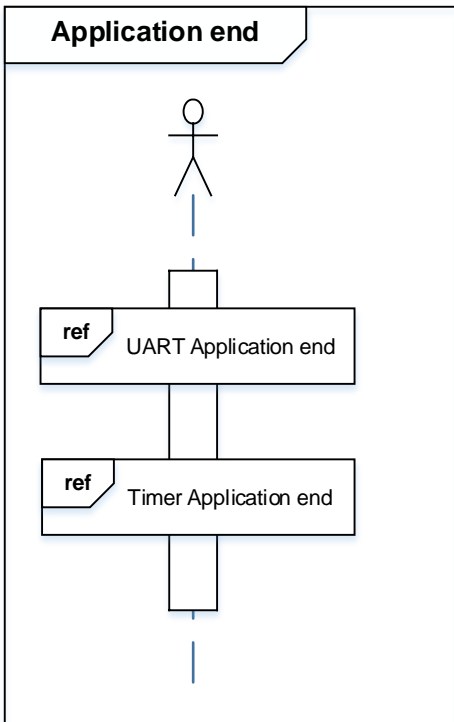 Application end
ref
UART Application end
ref
Timer Application end